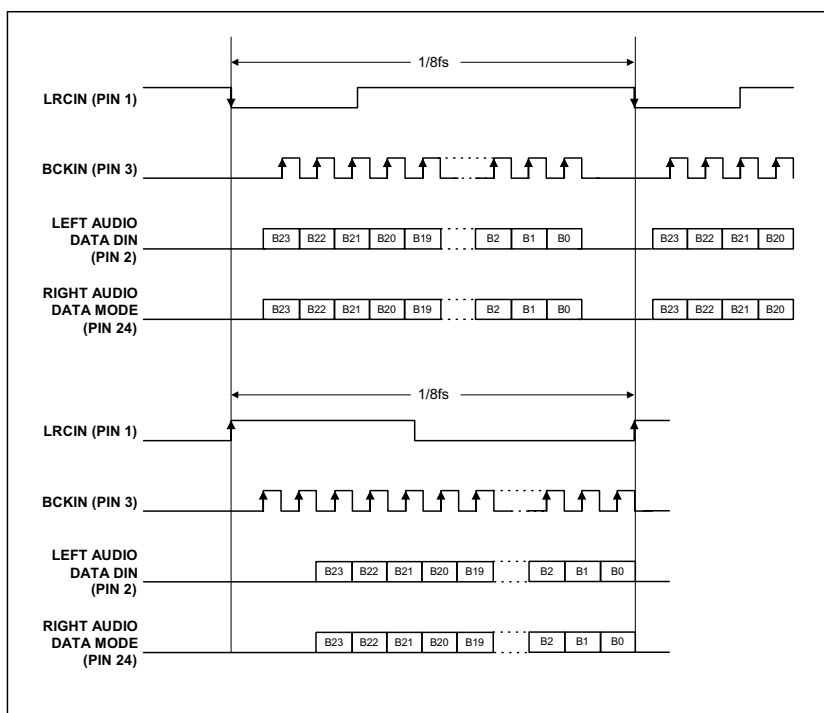 1/8fs
LRCIN (PIN 1)
BCKIN (PIN 3)
LEFT AUDIO
DATA DIN
(PIN 2)
B23 B22 B21 B20 B19 B2 B1 B0 B23 B22 B21 B20
RIGHT AUDIO
DATA MODE
(PIN 24)
B23 B22 B21 B20 B19 B2 B1 B0 B23 B22 B21 B20
1/8fs
LRCIN (PIN 1)
BCKIN (PIN 3)
LEFT AUDIO
DATA DIN
(PIN 2)
B23 B22 B21 B20 B19 B2 B1 B0
RIGHT AUDIO
DATA MODE
(PIN 24)
B23 B22 B21 B20 B19 B2 B1 B0